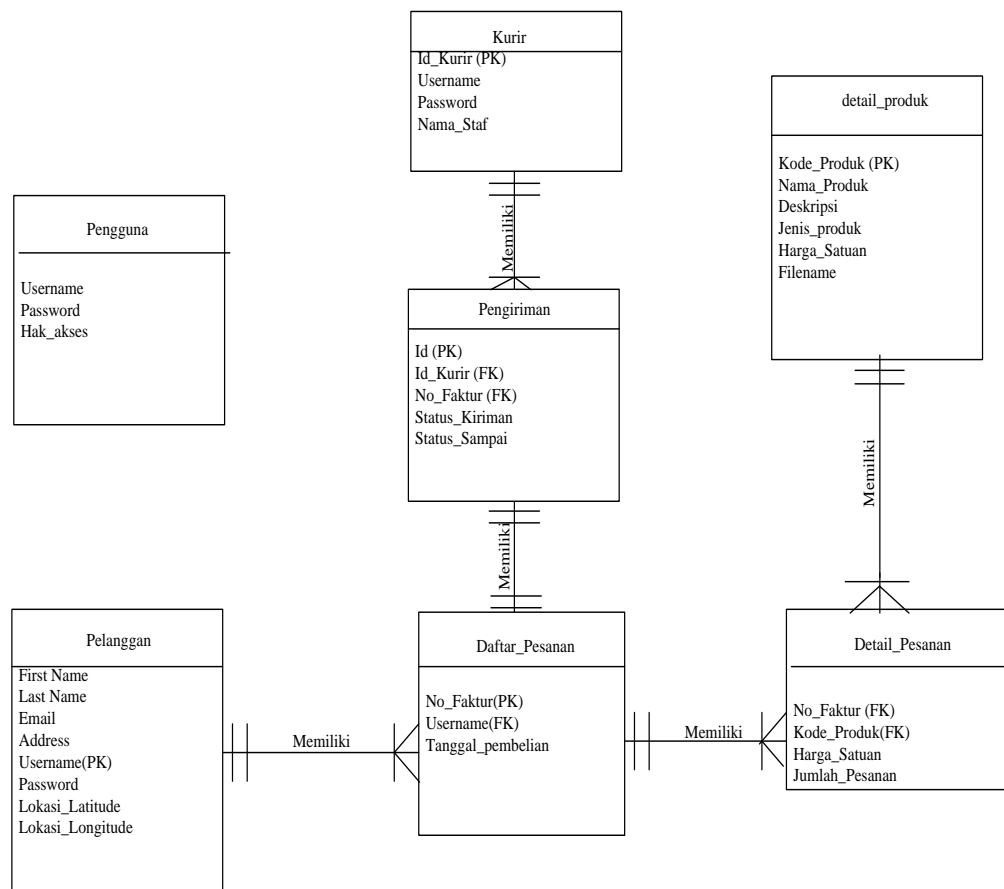 Kurir
Id_Kurir (PK)
Username
Password
Nama_Staf
detail_produk
Kode_Produk (PK)
Nama_Produk
Deskripsi
Jenis_produk
Harga_Satuan
Filename
Pengguna
Username
Password
Hak_akses
Memiliki
Pengiriman
Id (PK)
Id_Kurir (FK)
No_Faktur (FK)
Status_Kiriman
Status_Sampai
Memiliki
Memiliki
Pelanggan
First Name
Last Name
Email
Address
Username(PK)
Password
Lokasi_Latitude
Lokasi_Longitude
Memiliki
Daftar_Pesanan
No_Faktur(PK)
Username(FK)
Tanggal_pembelian
Memiliki
Detail_Pesanan
No_Faktur (FK)
Kode_Produk(FK)
Harga_Satuan
Jumlah_Pesanan